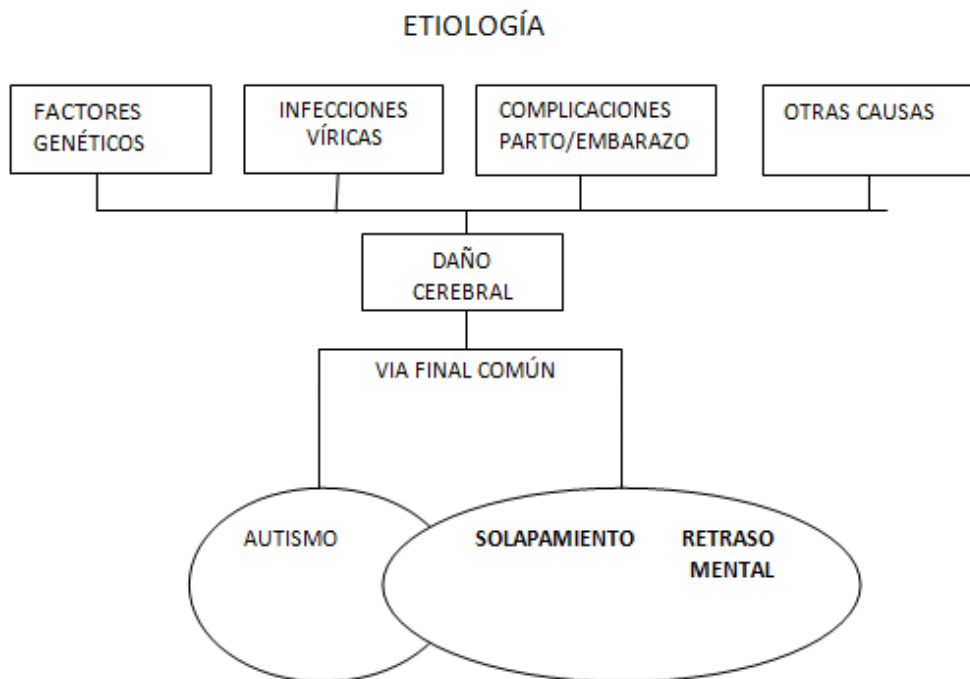 ETIOLOGÍA
FACTORES
GENÉTICOS
INFECCIONES
VÍRICAS
COMPLICACIONES
PARTO/EMBARAZO
OTRAS CAUSAS
DAÑO
CEREBRAL
VIA FINAL COMÚN
AUTISMO
SOLAPAMIENTO
RETRASO
MENTAL